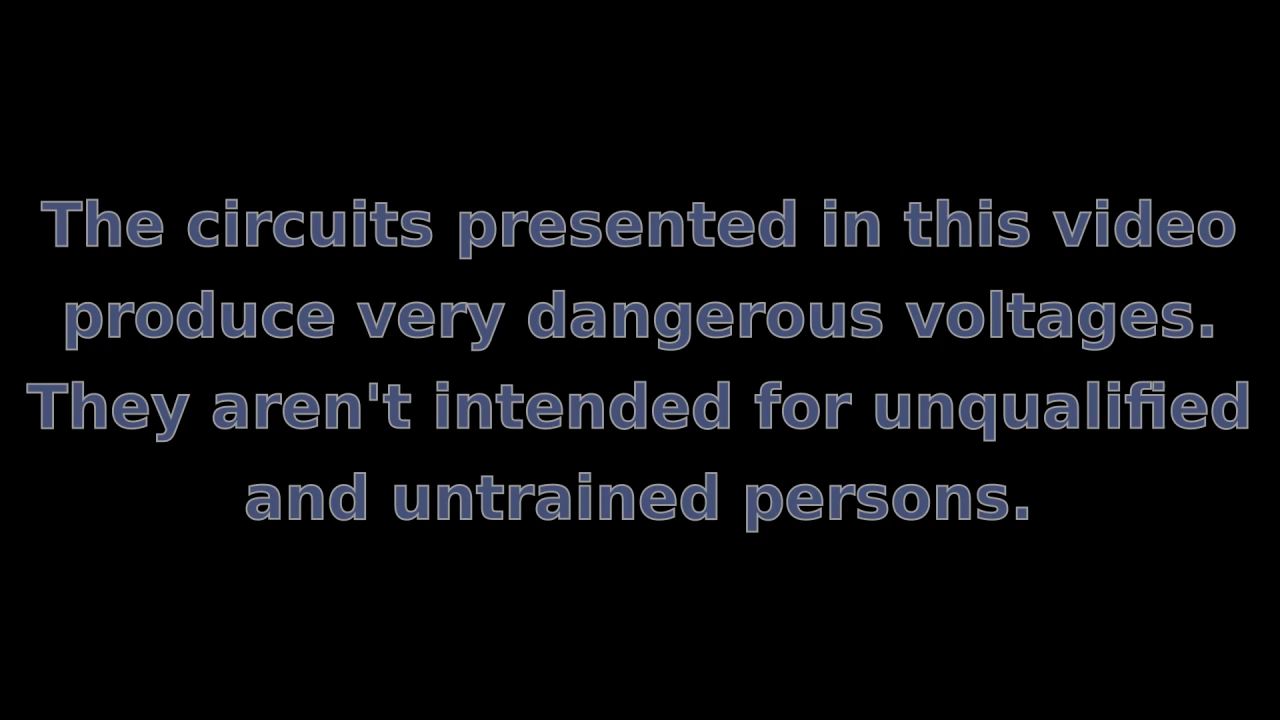 The circuits presented in this video
produce very dangerous voltages.
They aren't intended for unqualified
and untrained persons.